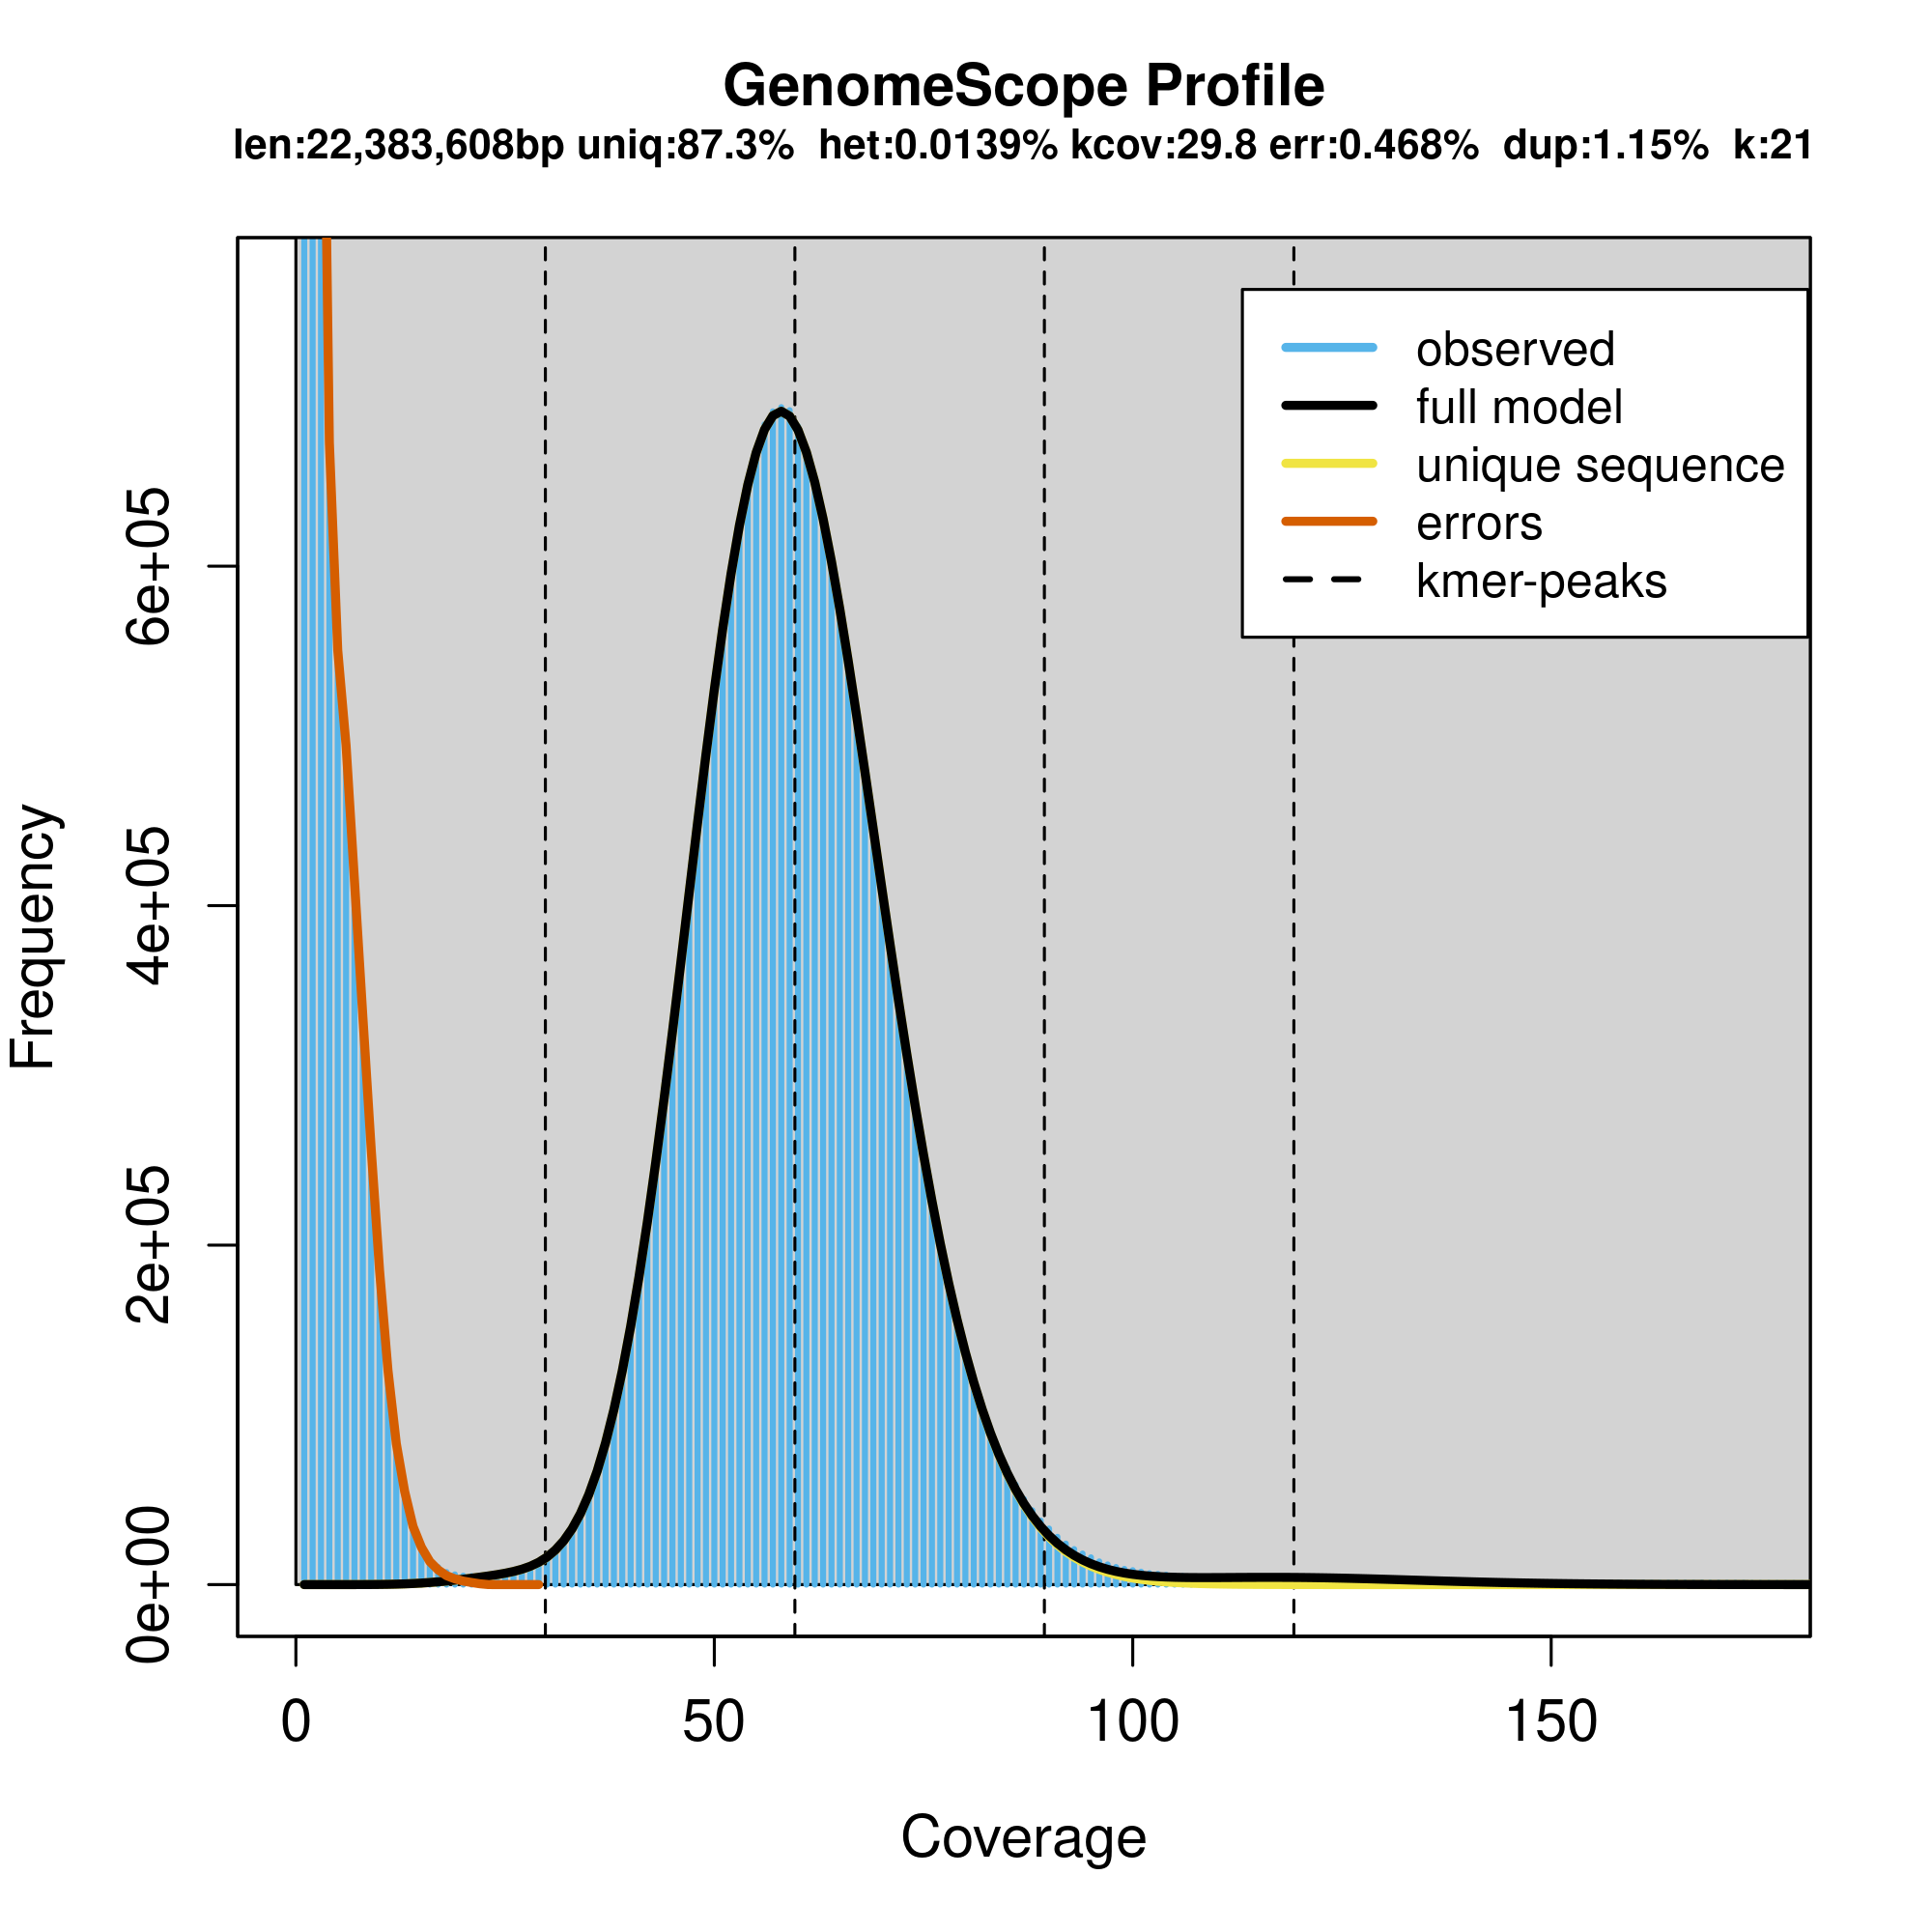 GenomeScope Profile
len:22,383,608bp uniq:87.3%  het:0.0139% kcov:29.8 err:0.468%  dup:1.15%  k:21
observed
full model
unique sequence
errors
kmer-peaks
Frequency
6e+05
4e+05
2e+05
0e+00
0 50 100 150
Coverage